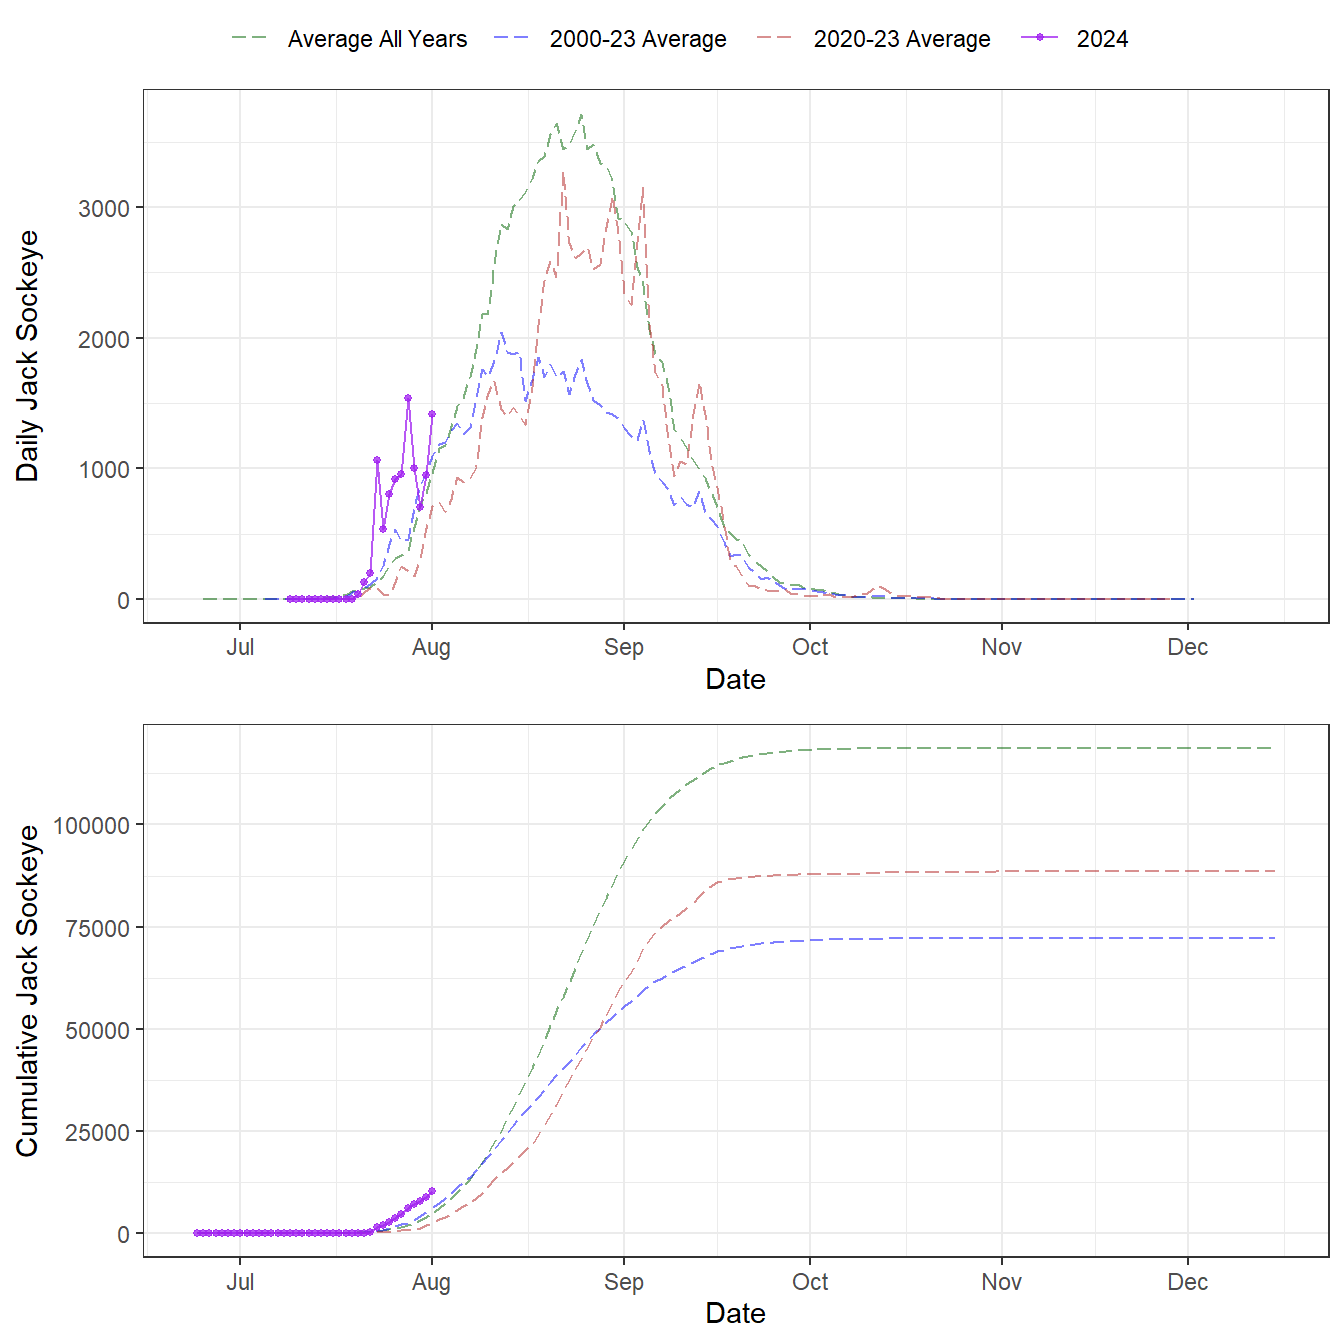 Average All Years 2000-23 Average 2020-23 Average 2024
Daily Jack Sockeye
3000
2000
1000
0
Jul Aug Sep Oct Nov Dec
Date
Cumulative Jack Sockeye
100000
75000
50000
25000
0
Jul Aug Sep Oct Nov Dec
Date